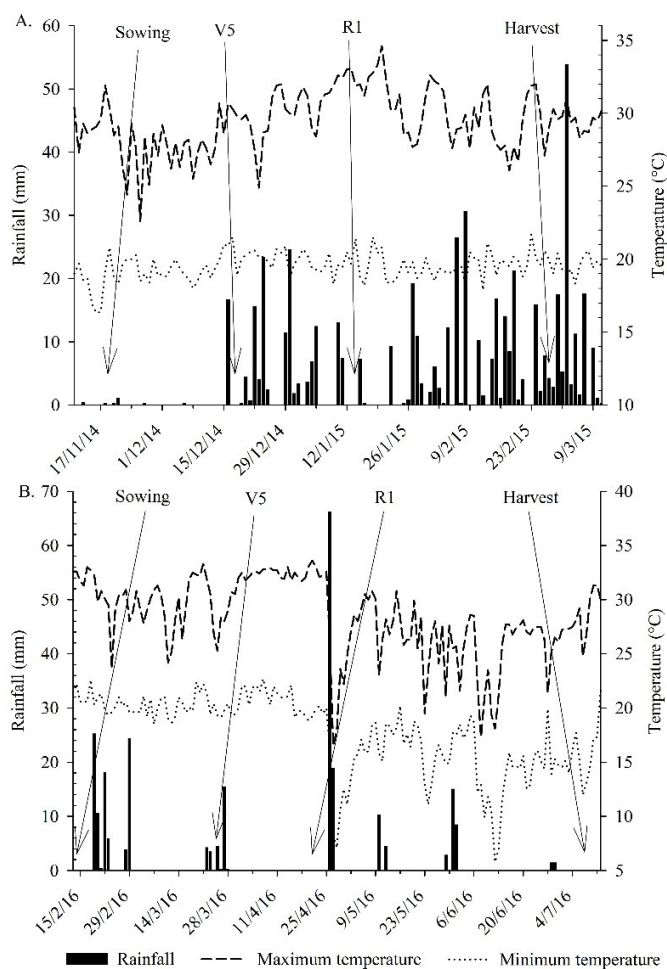 A.
Sowing V5 R1 Harvest
60 35
50 30
40 25
30 20
20 15
10
0 10
Rainfall (mm)
Temperature (°C)
17/11/14 1/12/14 15/12/14 29/12/14 12/1/15 26/1/15 9/2/15 23/2/15 9/3/15
B.
Sowing V5 R1 Harvest
70 40
60 35
50 30
40 25
30 20
20 15
10 10
0 5
Rainfall (mm)
Temperature (°C)
15/2/16 29/2/16 14/3/16 28/3/16 11/4/16 25/4/16 9/5/16 23/5/16 6/6/16 20/6/16 4/7/16
Rainfall Maximum temperature Minimum temperature